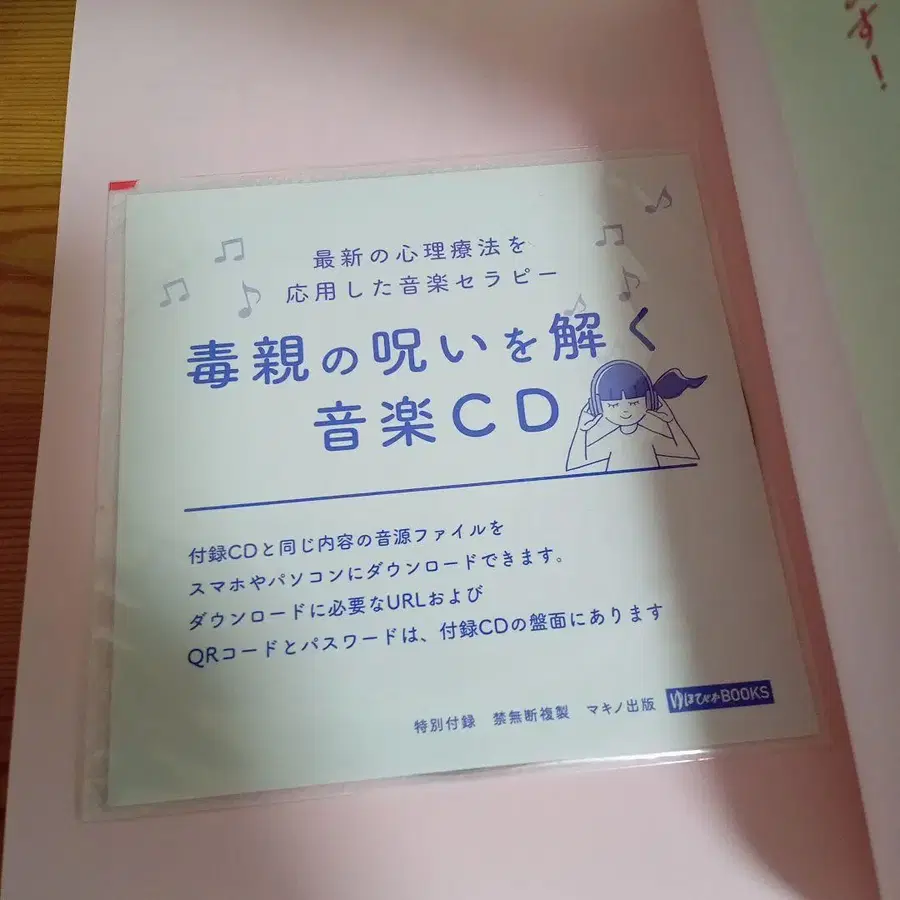 す!
最新の心理療法を
応用した音楽セラピー
毒親の呪いを解く
音楽CD
付録CDと同じ内容の音源ファイルを
スマホやパソコンにダウンロードできます。
ダウンロードに必要なURLおよび
QRコードとパスワードは、付録CDの盤面にあります
特別付録 禁無断複製 マキノ出版 ゆほびかBOOKS